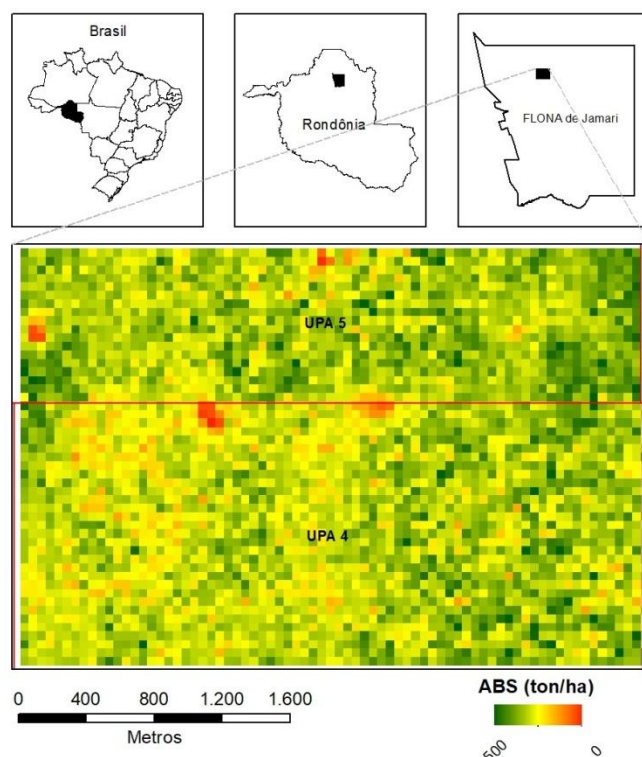 Brasil
Rondônia
FLONA de Jamari
UPA 5
UPA 4
0 400 800 1.200 1.600
Metros
ABS (ton/ha)
500 0